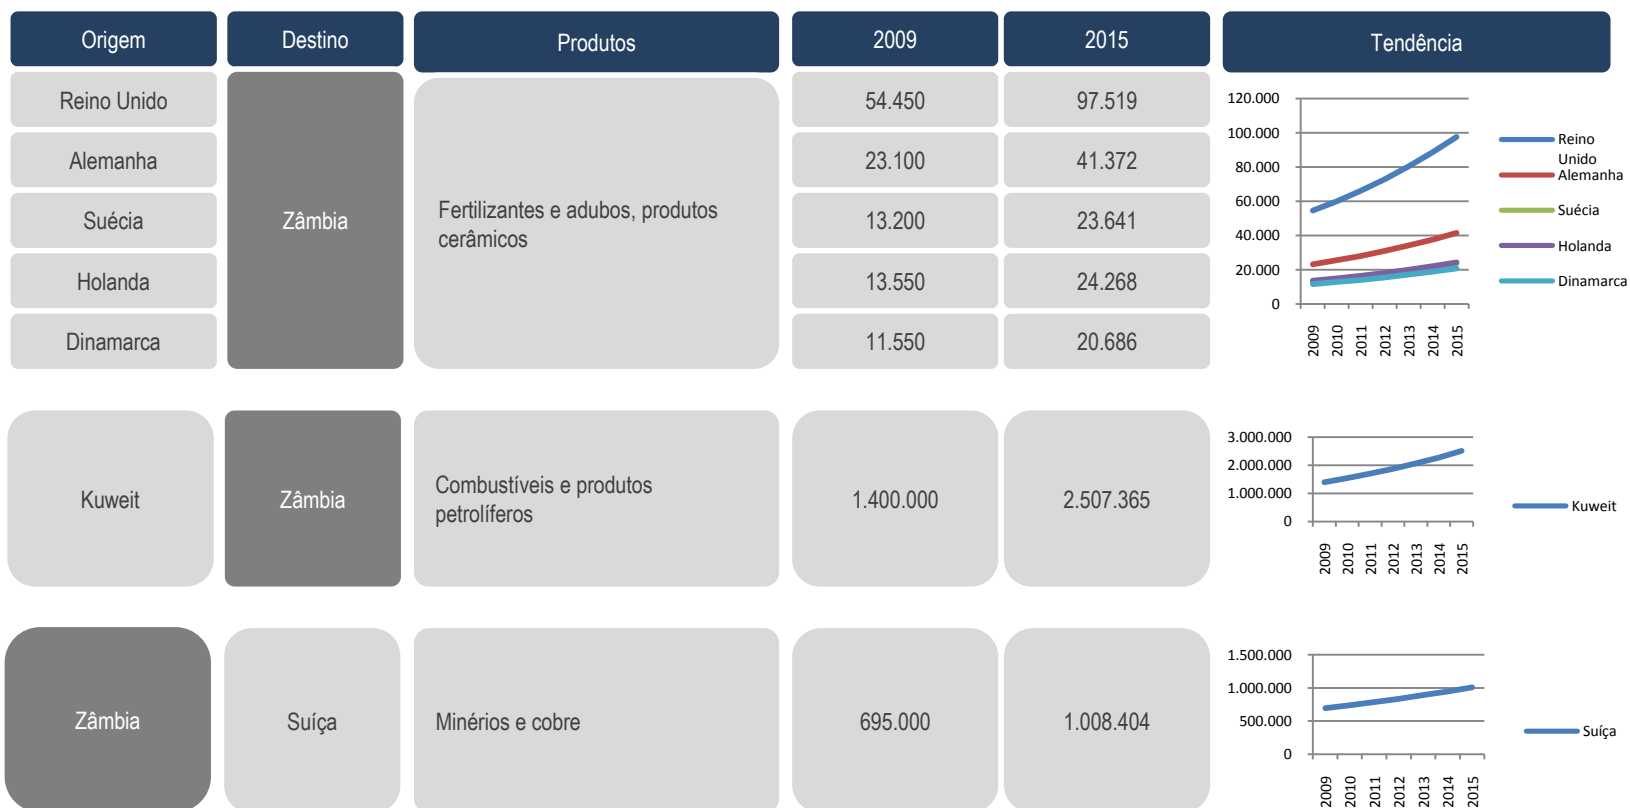 Origem
Destino
Produtos
2009
2015
Tendência
Reino Unido
Alemanha
Suécia
Holanda
Dinamarca
Zâmbia
Fertilizantes e adubos, produtos
cerâmicos
54.450
97.519
23.100
41.372
13.200
23.641
13.550
24.268
11.550
20.686
120.000
100.000
80.000
60.000
40.000
20.000
0
2009
2010
2011
2012
2013
2014
2015
Reino
Unido
Alemanha
Suécia
Holanda
Dinamarca
Kuweit
Zâmbia
Combustíveis e produtos
petrolíferos
1.400.000
2.507.365
3.000.000
2.000.000
1.000.000
0
2009
2010
2011
2012
2013
2014
2015
Kuweit
Zâmbia
Suíça
Minérios e cobre
695.000
1.008.404
1.500.000
1.000.000
500.000
0
2009
2010
2011
2012
2013
2014
2015
Suíça